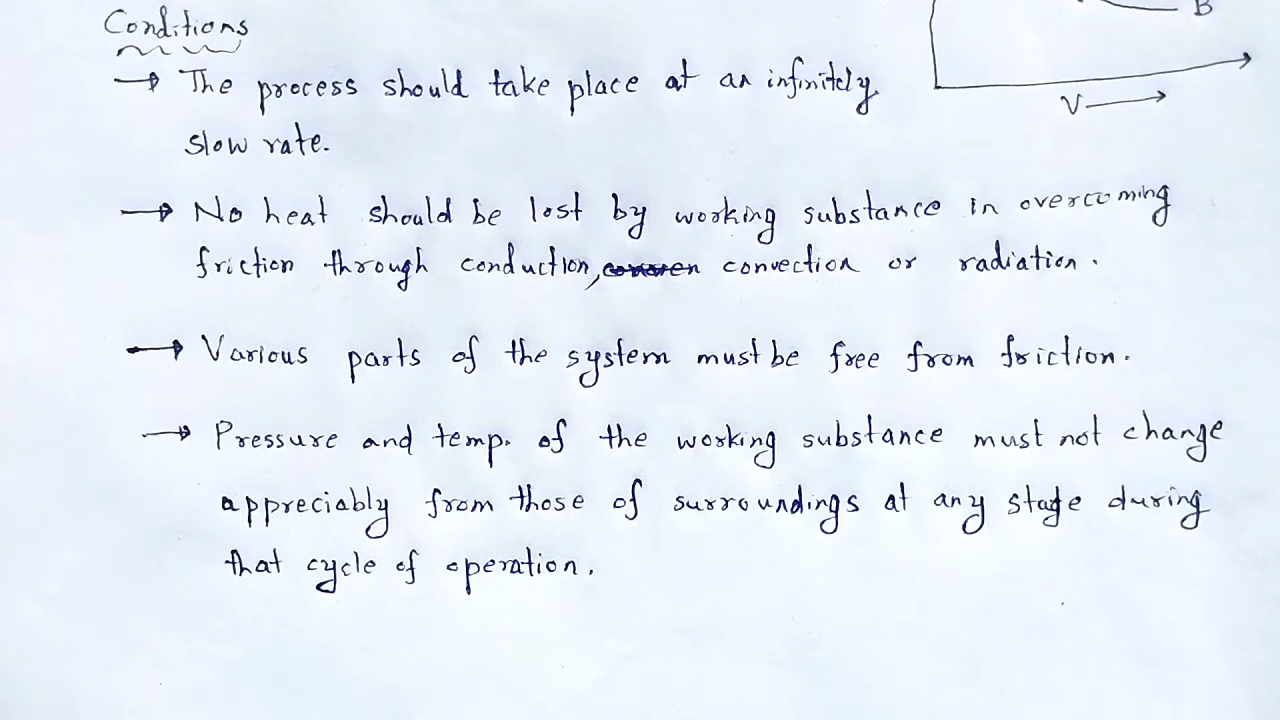 B
Conditions
→ The process should take place at an infinitely
slow rate.
V →
→ No heat should be lost by working substance in overcoming
friction through conduction, convection or radiation.
→ Various parts of the system must be free from friction.
→ Pressure and temp. of the working substance must not change
appreciably from those of surroundings at any stage during
that cycle of operation.